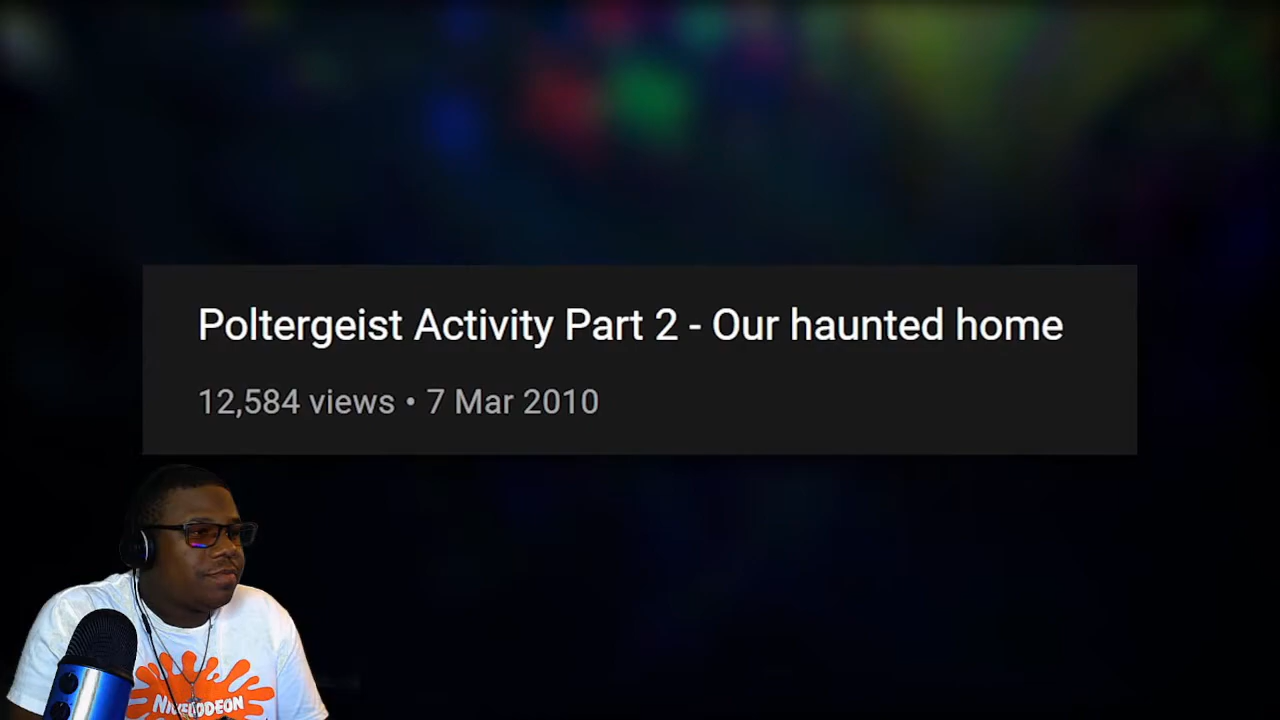 Poltergeist Activity Part 2 - Our haunted home
12,584 views • 7 Mar 2010
NICKELODEON